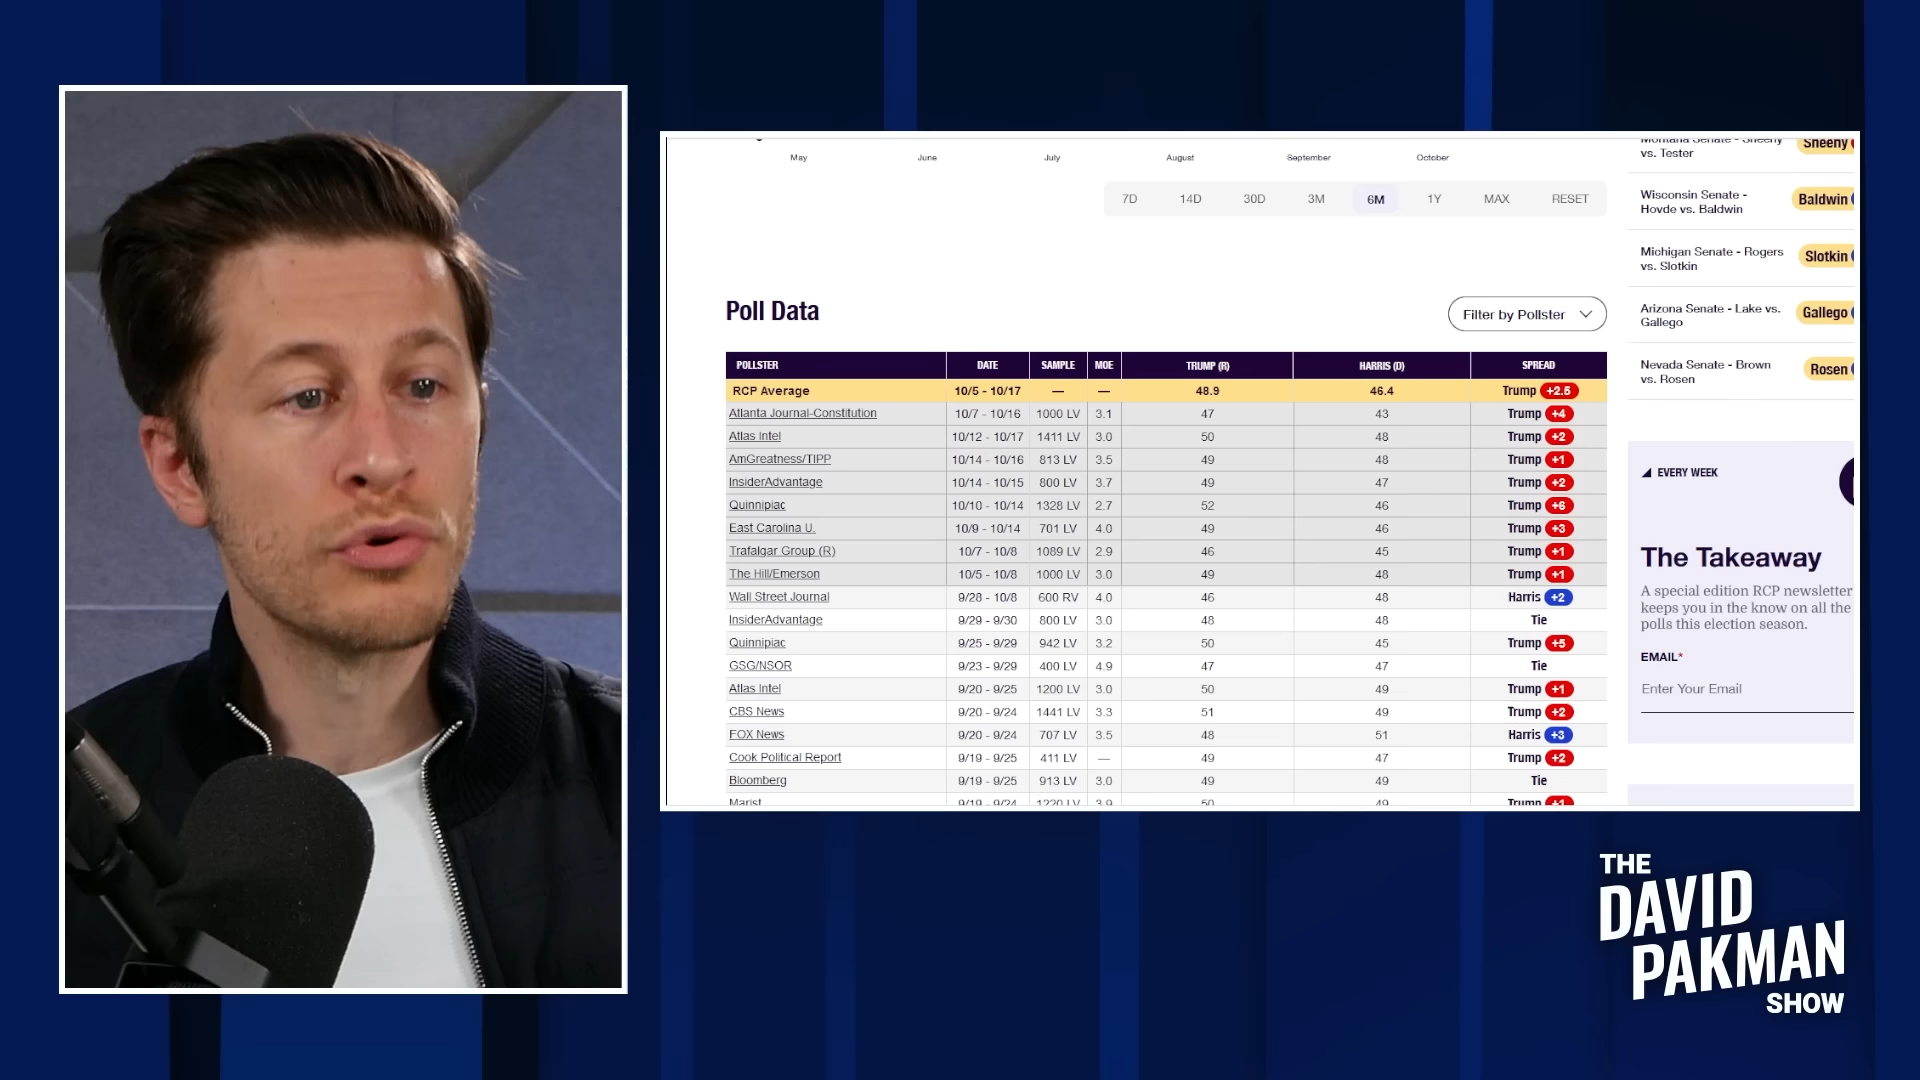 May June July August September October
7D 14D 30D 3M 6M 1Y MAX RESET
Poll Data
Filter by Pollster
POLLSTER DATE SAMPLE MOE TRUMP (R) HARRIS (D) SPREAD
RCP Average 10/5 - 10/17 — — 48.9 46.4 Trump +2.5
Atlanta Journal-Constitution 10/7 - 10/16 1000 LV 3.1 47 43 Trump +4
Atlas Intel 10/12 - 10/17 1411 LV 3.0 50 48 Trump +2
AmGreatness/TIPP 10/14 - 10/16 813 LV 3.5 49 48 Trump +1
InsiderAdvantage 10/14 - 10/15 800 LV 3.7 49 47 Trump +2
Quinnipiac 10/10 - 10/14 1328 LV 2.7 52 46 Trump +6
East Carolina U. 10/9 - 10/14 701 LV 4.0 49 46 Trump +3
Trafalgar Group (R) 10/7 - 10/8 1089 LV 2.9 46 45 Trump +1
The Hill/Emerson 10/5 - 10/8 1000 LV 3.0 49 48 Trump +1
Wall Street Journal 9/28 - 10/8 600 RV 4.0 46 48 Harris +2
InsiderAdvantage 9/29 - 9/30 800 LV 3.0 48 48 Tie
Quinnipiac 9/25 - 9/29 942 LV 3.2 50 45 Trump +5
GSG/NSOR 9/23 - 9/29 400 LV 4.9 47 47 Tie
Atlas Intel 9/20 - 9/25 1200 LV 3.0 50 49 Trump +1
CBS News 9/20 - 9/24 1441 LV 3.3 51 49 Trump +2
FOX News 9/20 - 9/24 707 LV 3.5 48 51 Harris +3
Cook Political Report 9/19 - 9/25 411 LV — 49 47 Trump +2
Bloomberg 9/19 - 9/25 913 LV 3.0 49 49 Tie
Marist 9/19 - 9/24 1220 LV 3.9 50 49 Trump +1
Montana Senate - Sheehy
vs. Tester
Sheehy
Wisconsin Senate -
Hovde vs. Baldwin
Baldwin
Michigan Senate - Rogers
vs. Slotkin
Slotkin
Arizona Senate - Lake vs.
Gallego
Gallego
Nevada Senate - Brown
vs. Rosen
Rosen
EVERY WEEK
The Takeaway
A special edition RCP newsletter
keeps you in the know on all the
polls this election season.
EMAIL*
Enter Your Email
THE
DAVID
PAKMAN
SHOW